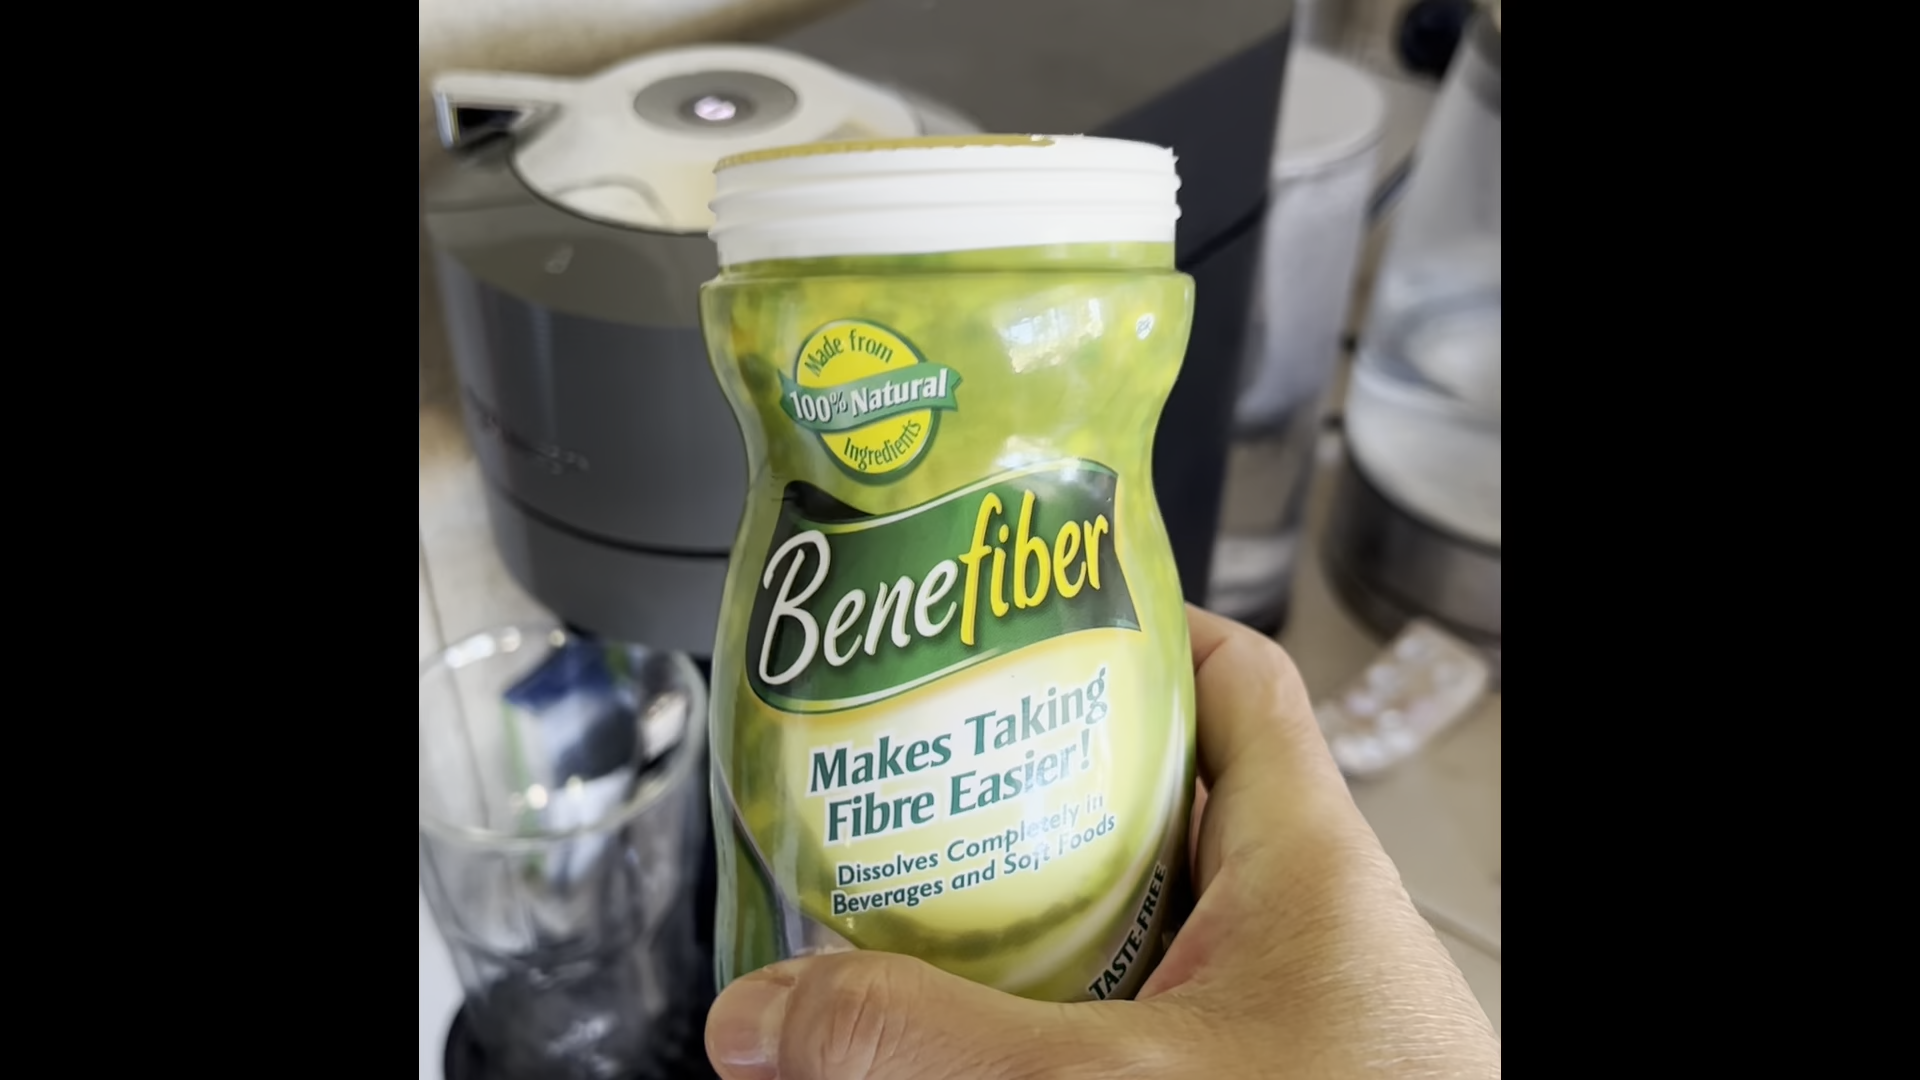 Made from
100% Natural
Ingredients
Benefiber
Makes Taking
Fibre Easier!
Dissolves Completely in
Beverages and Soft Foods
TASTE-FREE